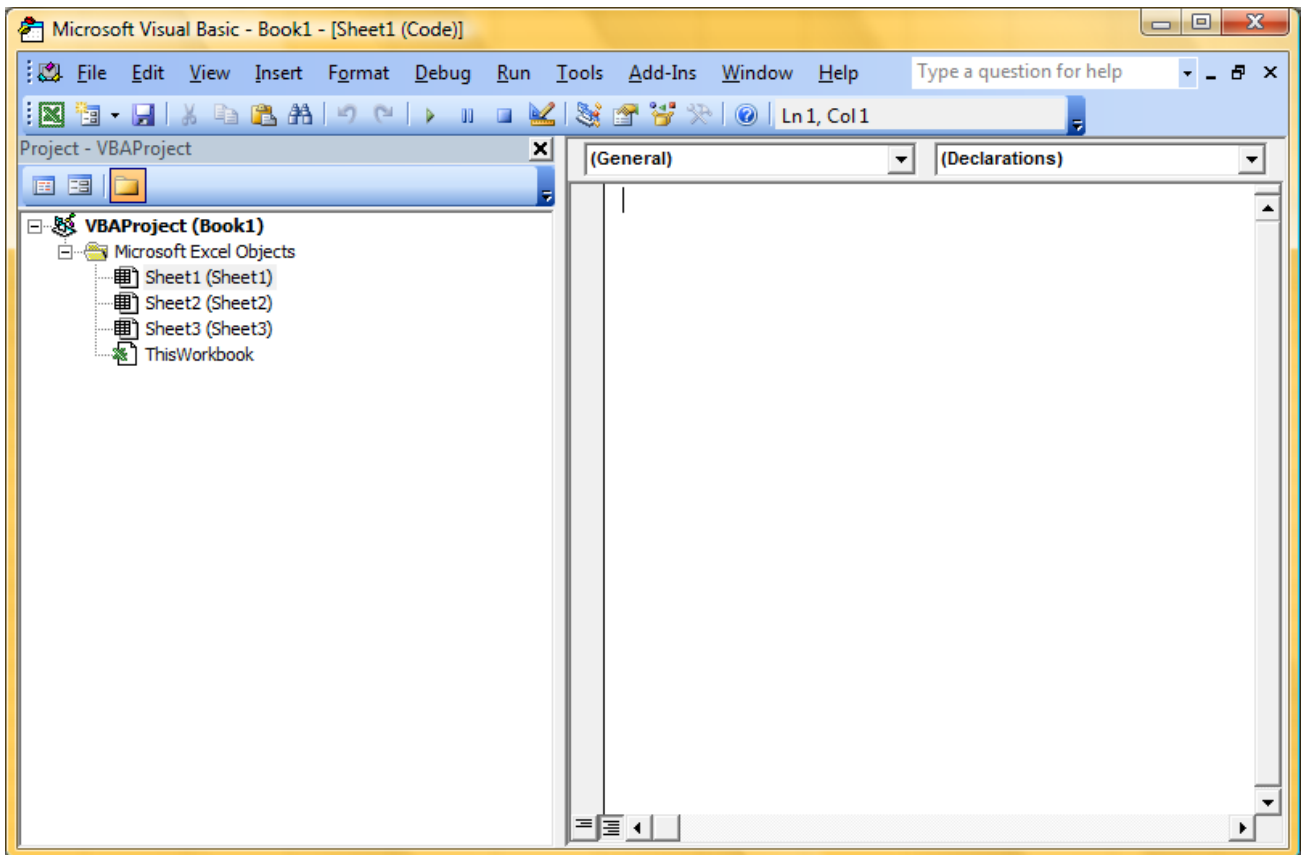 Microsoft Visual Basic - Book1 - [Sheet1 (Code)]
File Edit View Insert Format Debug Run Tools Add-Ins Window Help Type a question for help
Ln 1, Col 1
Project - VBAProject
(General) (Declarations)
VBAProject (Book1)
Microsoft Excel Objects
Sheet1 (Sheet1)
Sheet2 (Sheet2)
Sheet3 (Sheet3)
ThisWorkbook